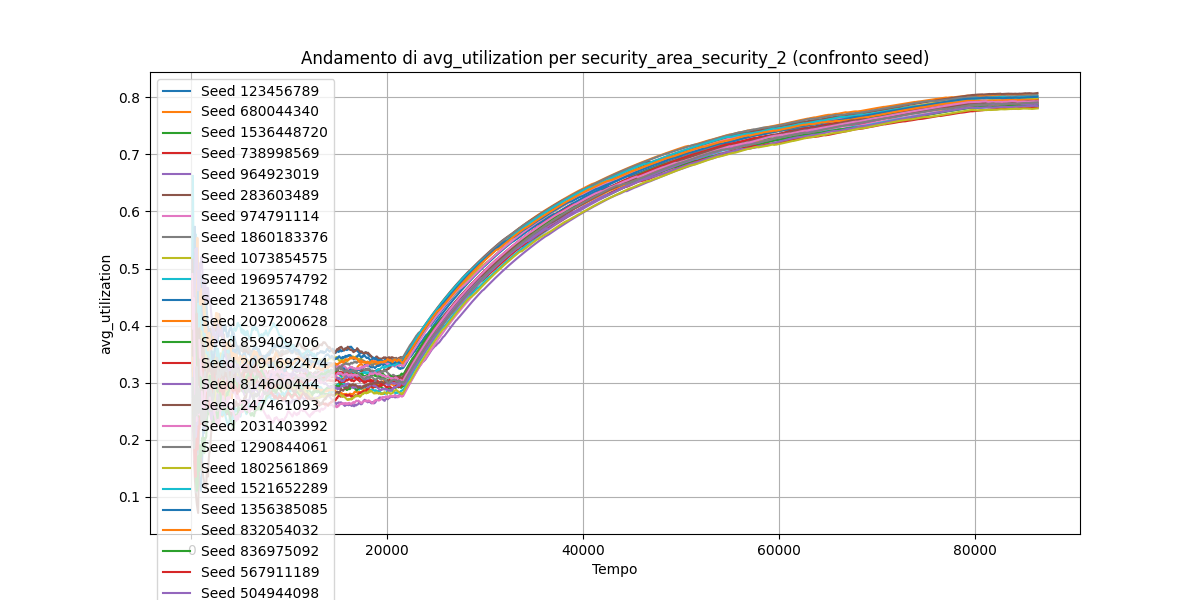 Andamento di avg_utilization per security_area_security_2 (confronto seed)
avg_utilization
0.8
0.7
0.6
0.5
0.4
0.3
0.2
0.1
Seed 123456789
Seed 680044340
Seed 1536448720
Seed 738998569
Seed 964923019
Seed 283603489
Seed 974791114
Seed 1860183376
Seed 1073854575
Seed 1969574792
Seed 2136591748
Seed 2097200628
Seed 859409706
Seed 2091692474
Seed 814600444
Seed 247461093
Seed 2031403992
Seed 1290844061
Seed 1802561869
Seed 1521652289
Seed 1356385085
Seed 832054032
Seed 836975092
Seed 567911189
Seed 504944098
0 20000 40000 60000 80000
Tempo